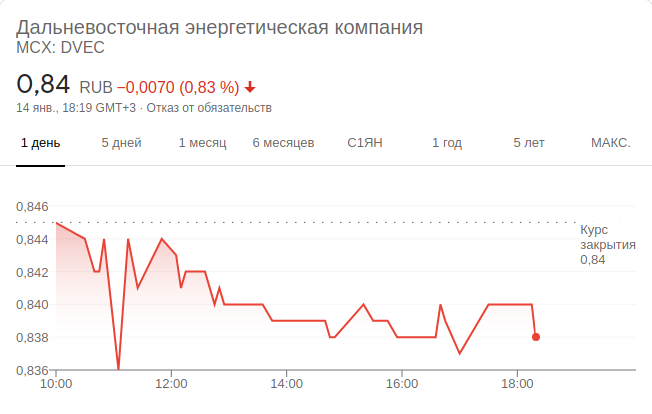 Дальневосточная энергетическая компания
MCX: DVEC
0,84 RUB −0,0070 (0,83 %)
14 янв., 18:19 GMT+3 · Отказ от обязательств
1 день 5 дней 1 месяц 6 месяцев С1ЯН 1 год 5 лет МАКС.
0,846
Курс
закрытия
0,84
0,844
0,842
0,840
0,838
0,836
10:00 12:00 14:00 16:00 18:00